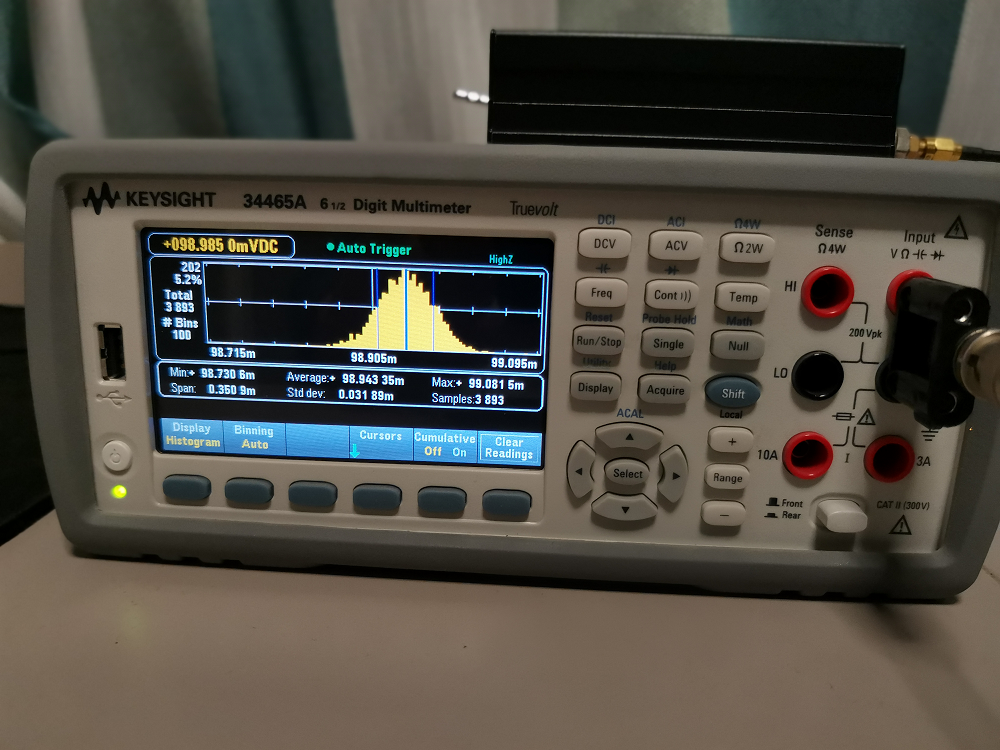 KEYSIGHT 34465A 6 1/2 Digit Multimeter Truevolt
+098.985 0mVDC
Auto Trigger
HighZ
202
5.2%
Total
3 893
# Bins
100
98.715m 98.905m 99.095m
Min:+ 98.730 6m Average:+ 98.943 35m Max:+ 99.081 5m
Span: 0.350 9m Std dev: 0.031 89m Samples:3 893
Display
Histogram
Binning
Auto
Cursors
Cumulative
Off On
Clear
Readings
DCI ACI Ω4W
DCV ACV Ω2W
Freq Cont Temp
Reset Probe Hold Math
Run/Stop Single Null
Utility Help
Display Acquire Shift
ACAL Local
Select
+
Range
−
Sense
Ω4W
Input
V Ω
HI
200 Vpk
LO
10A
I
3A
Front
Rear
CAT II (300V)